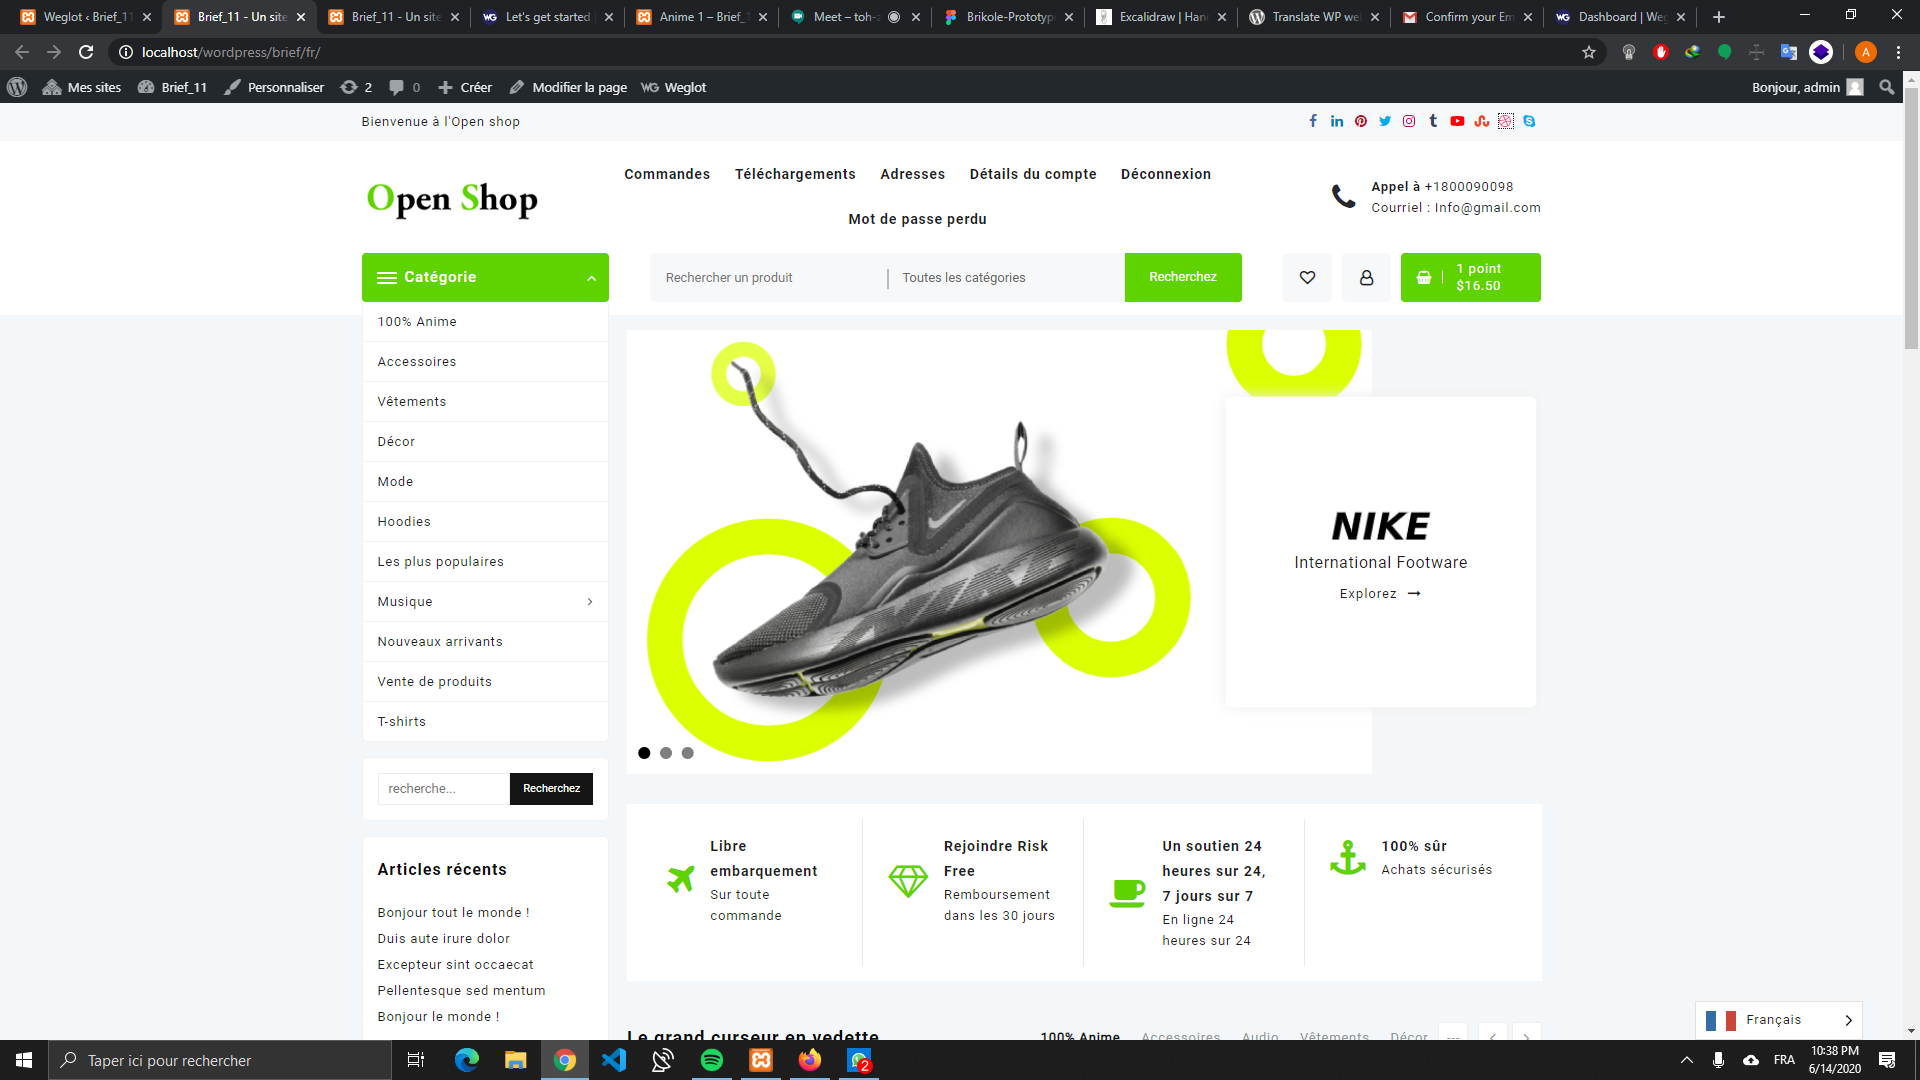 Weglot ‹ Brief_11
Brief_11 - Un site
Brief_11 - Un site
Let's get started
Anime 1 – Brief_
Meet – toh-
Brikole-Prototyp
Excalidraw | Han
Translate WP we
Confirm your Em
Dashboard | We
localhost/wordpress/brief/fr/
Mes sites
Brief_11
Personnaliser
2
0
Créer
Modifier la page
WG Weglot
Bonjour, admin
Bienvenue à l'Open shop
Open Shop
Commandes
Téléchargements
Adresses
Détails du compte
Déconnexion
Mot de passe perdu
Appel à +1800090098
Courriel : Info@gmail.com
Catégorie
Rechercher un produit
Toutes les catégories
Recherchez
1 point
$16.50
100% Anime
Accessoires
Vêtements
Décor
Mode
Hoodies
Les plus populaires
Musique
Nouveaux arrivants
Vente de produits
T-shirts
NIKE
International Footware
Explorez
recherche...
Recherchez
Articles récents
Bonjour tout le monde !
Duis aute irure dolor
Excepteur sint occaecat
Pellentesque sed mentum
Bonjour le monde !
Libre
embarquement
Sur toute
commande
Rejoindre Risk
Free
Remboursement
dans les 30 jours
Un soutien 24
heures sur 24,
7 jours sur 7
En ligne 24
heures sur 24
100% sûr
Achats sécurisés
Le grand curseur en vedette
100% Anime
Accessoires
Audio
Vêtements
Décor
...
Français
Taper ici pour rechercher
2
FRA
10:38 PM
6/14/2020